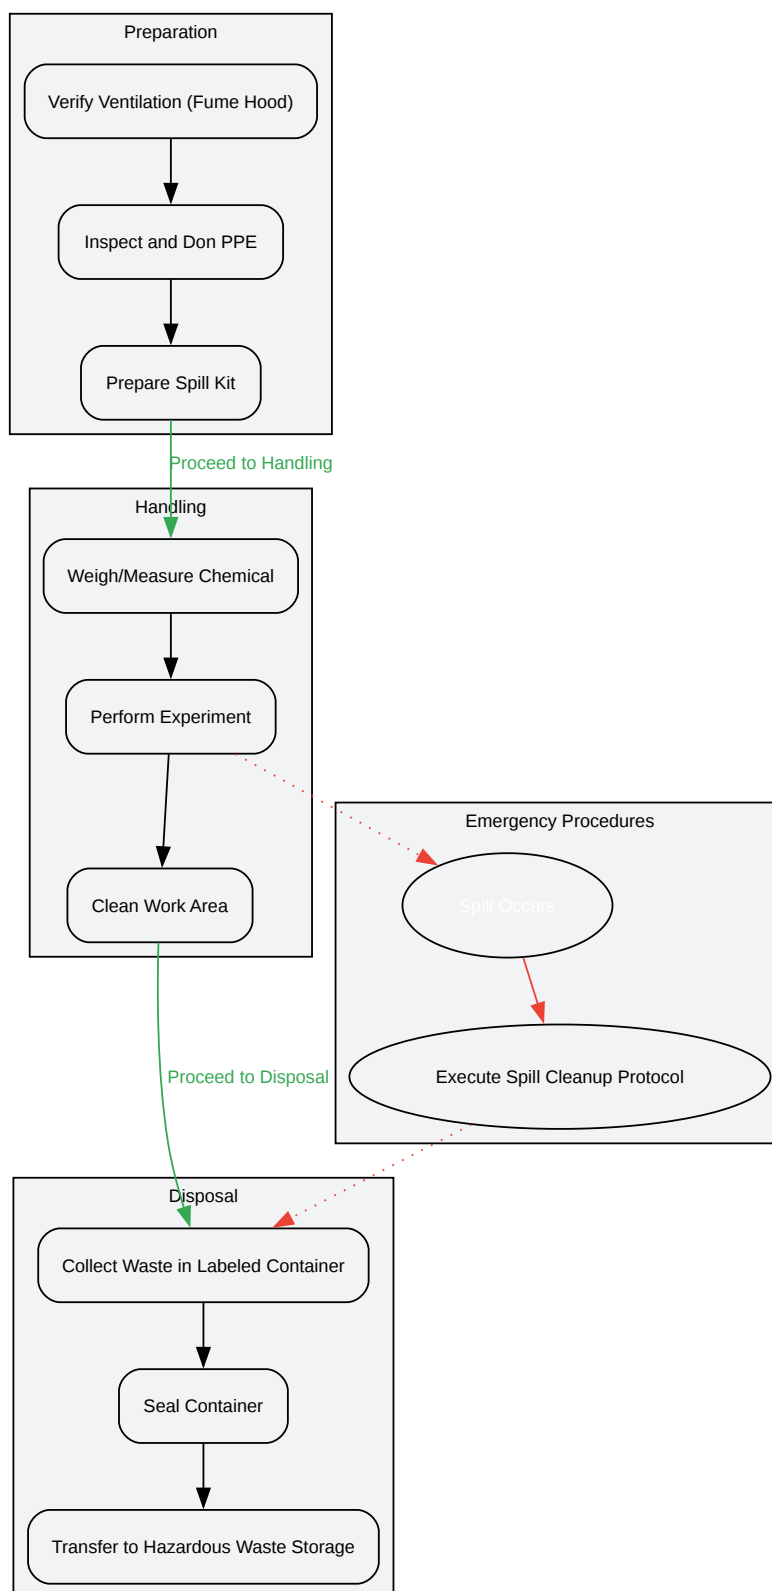 Preparation
Verify Ventilation (Fume Hood)
Inspect and Don PPE
Prepare Spill Kit
Proceed to Handling
Handling
Weigh/Measure Chemical
Perform Experiment
Clean Work Area
Emergency Procedures
Spill Occurs
Execute Spill Cleanup Protocol
Proceed to Disposal
Disposal
Collect Waste in Labeled Container
Seal Container
Transfer to Hazardous Waste Storage